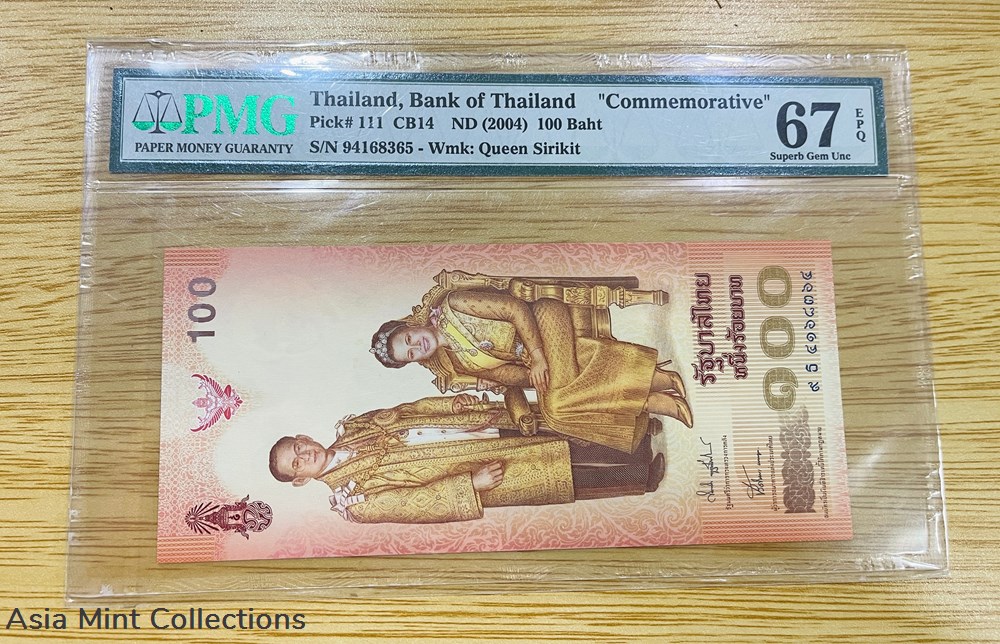 PMG
PAPER MONEY GUARANTY
Thailand, Bank of Thailand "Commemorative"
Pick# 111 CB14 ND (2004) 100 Baht
S/N 94168365 - Wmk: Queen Sirikit
67
EPQ
Superb Gem Unc
100
รัฐบาลไทย
หนึ่งร้อยบาท
๑๐๐
Asia Mint Collections